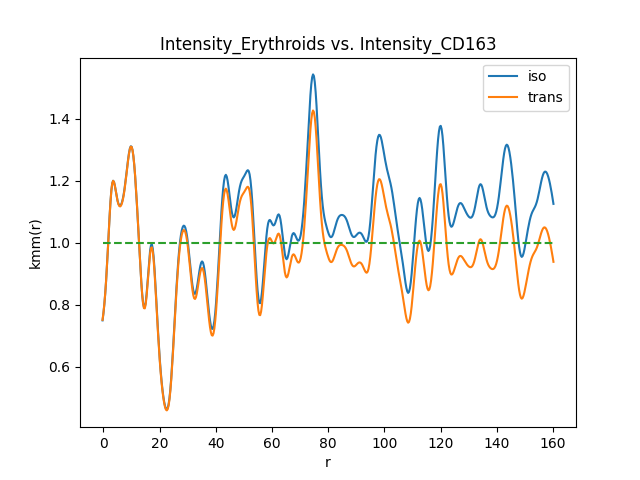 Intensity_Erythroids vs. Intensity_CD163
iso
trans
kmm(r)
1.4
1.2
1.0
0.8
0.6
0 20 40 60 80 100 120 140 160
r